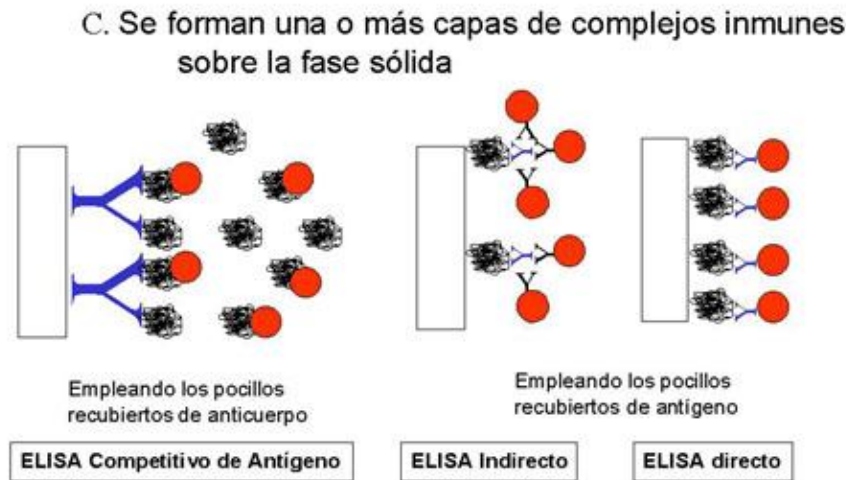 C. Se forman una o más capas de complejos inmunes
sobre la fase sólida
Empleando los pocillos
recubiertos de anticuerpo
Empleando los pocillos
recubiertos de antígeno
ELISA Competitivo de Antígeno
ELISA Indirecto
ELISA directo